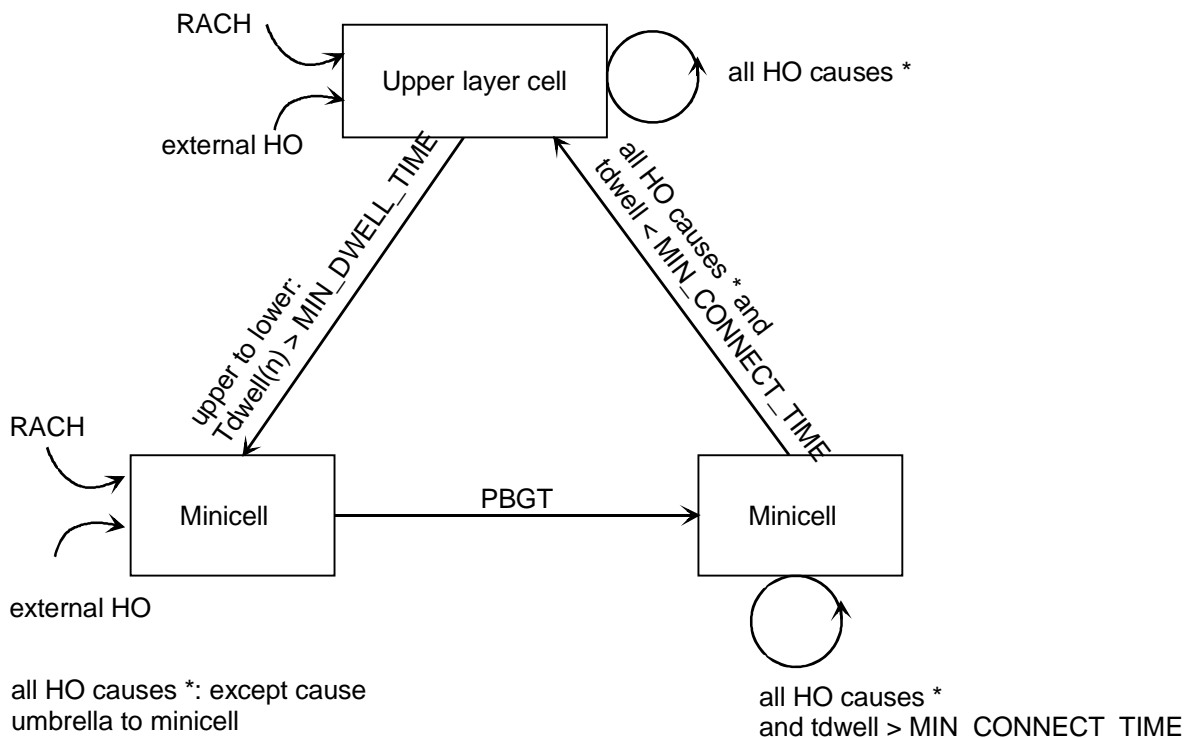 RACH
Upper layer cell
all HO causes *
external HO
upper to lower:
Tdwell(n) > MIN_DWELL_TIME
all HO causes * and
tdwell < MIN_CONNECT_TIME
RACH
Minicell
PBGT
Minicell
external HO
all HO causes *: except cause
umbrella to minicell
all HO causes *
and tdwell > MIN_CONNECT_TIME